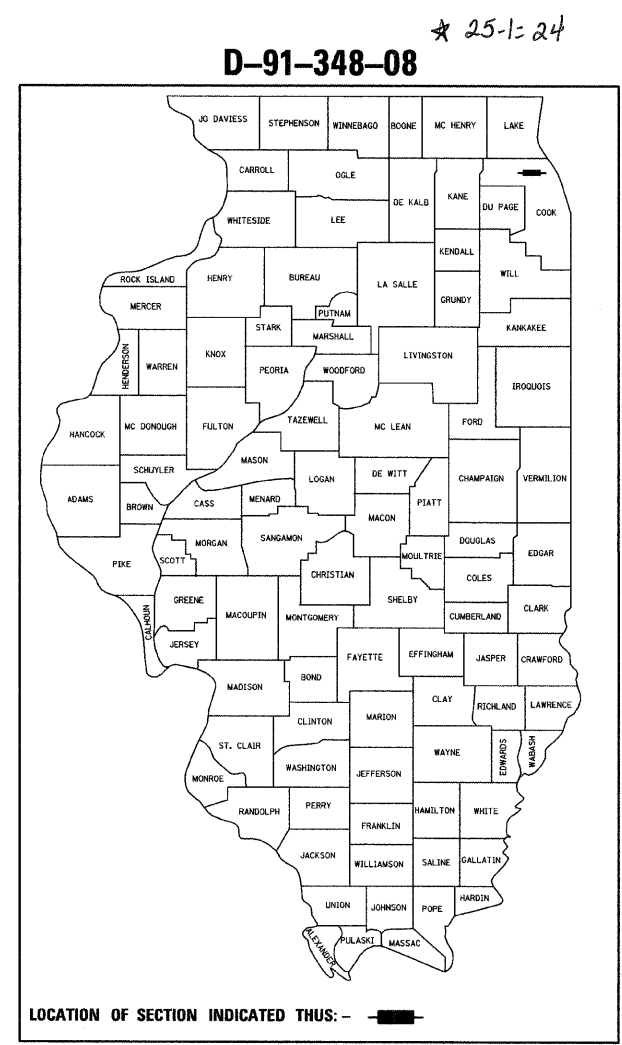 * 25-1=24
D-91-348-08
JO DAVIESS STEPHENSON WINNEBAGO BOONE MC HENRY LAKE
CARROLL OGLE
DE KALB KANE DU PAGE COOK
WHITESIDE LEE
KENDALL
ROCK ISLAND HENRY BUREAU LA SALLE WILL
MERCER PUTNAM GRUNDY
STARK MARSHALL KANKAKEE
HENDERSON WARREN KNOX PEORIA WOODFORD LIVINGSTON IROQUOIS
HANCOCK MC DONOUGH FULTON TAZEWELL MC LEAN FORD
SCHUYLER MASON LOGAN DE WITT CHAMPAIGN VERMILION
ADAMS BROWN CASS MENARD PIATT
MACON
PIKE SCOTT MORGAN SANGAMON MOULTRIE DOUGLAS EDGAR
CHRISTIAN COLES
CALHOUN GREENE MACOUPIN MONTGOMERY SHELBY CUMBERLAND CLARK
JERSEY FAYETTE EFFINGHAM JASPER CRAWFORD
MADISON BOND CLAY RICHLAND LAWRENCE
CLINTON MARION
ST. CLAIR WAYNE EDWARDS WABASH
MONROE WASHINGTON JEFFERSON
RANDOLPH PERRY HAMILTON WHITE
FRANKLIN
JACKSON WILLIAMSON SALINE GALLATIN
UNION JOHNSON POPE HARDIN
ALEXANDER PULASKI MASSAC
LOCATION OF SECTION INDICATED THUS: -